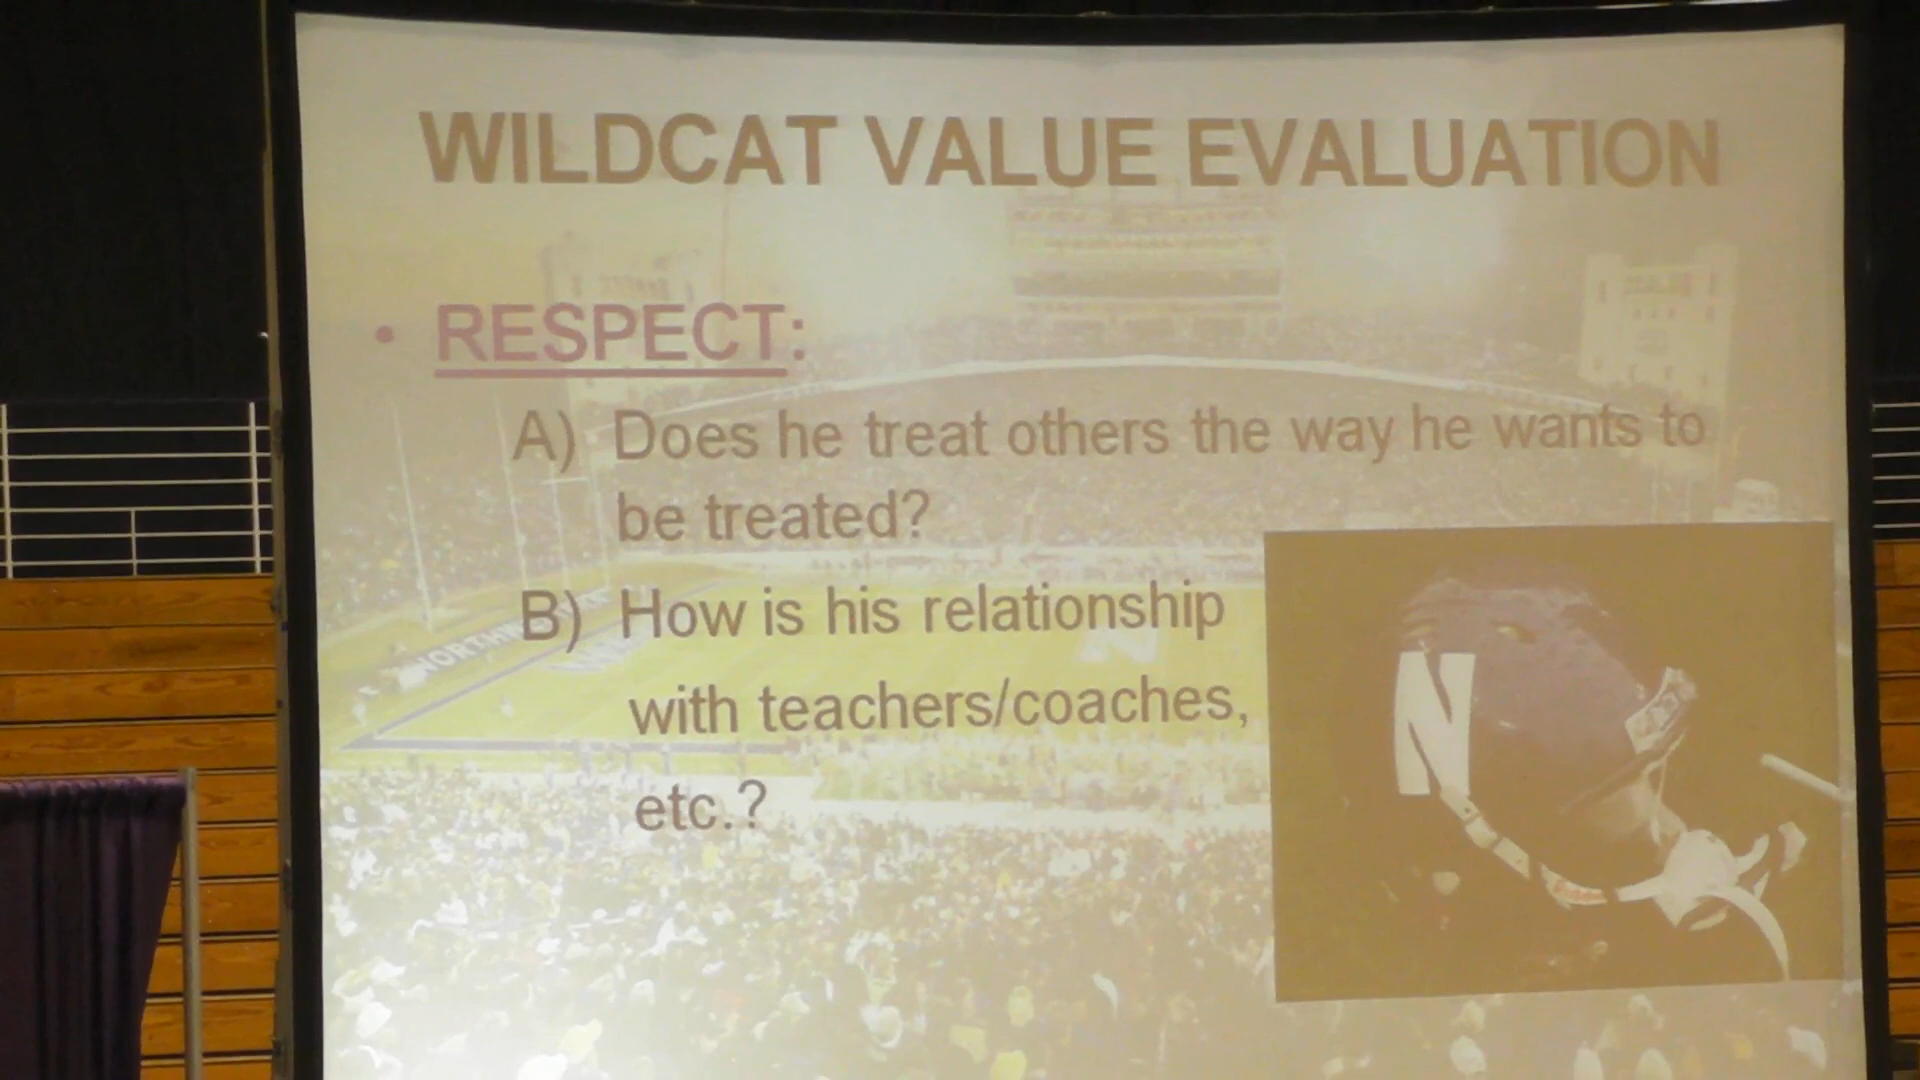 WILDCAT VALUE EVALUATION
• RESPECT:
A) Does he treat others the way he wants to
be treated?
B) How is his relationship
with teachers/coaches,
etc.?
N